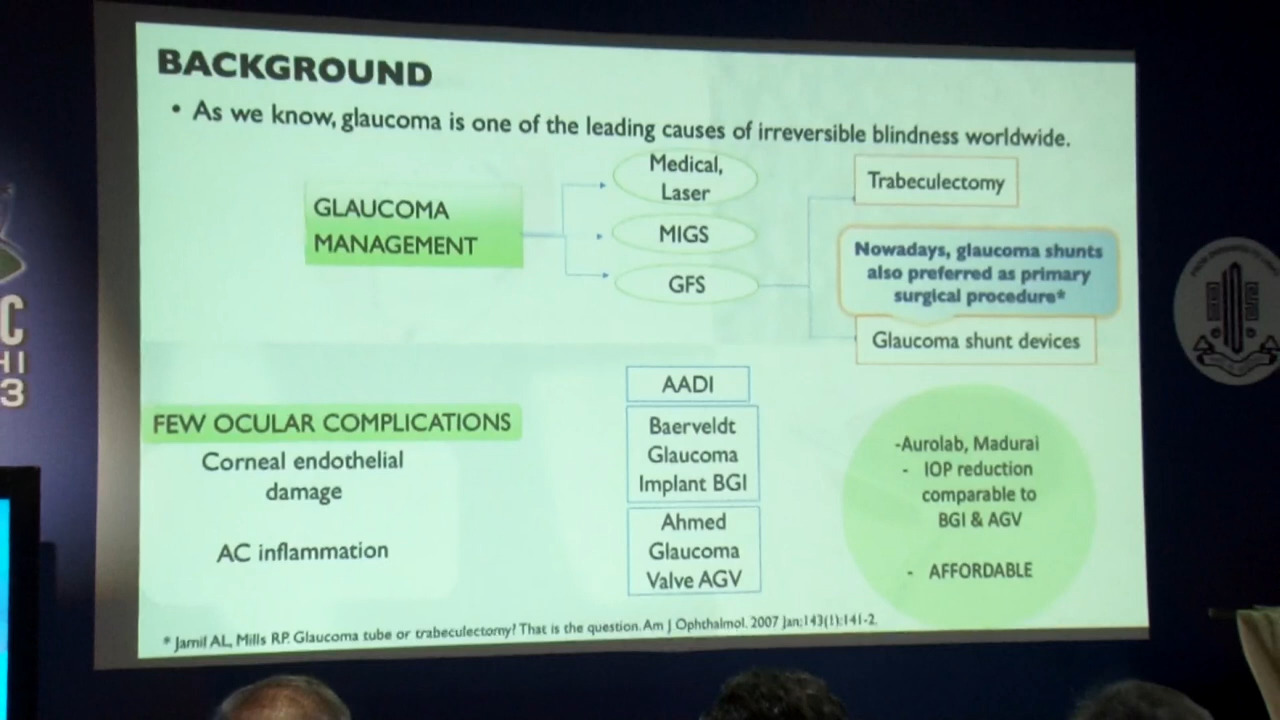 BACKGROUND
• As we know, glaucoma is one of the leading causes of irreversible blindness worldwide.
GLAUCOMA
MANAGEMENT
Medical,
Laser
MIGS
GFS
Trabeculectomy
Nowadays, glaucoma shunts
also preferred as primary
surgical procedure*
Glaucoma shunt devices
FEW OCULAR COMPLICATIONS
Corneal endothelial
damage
AC inflammation
AADI
Baerveldt
Glaucoma
Implant BGI
Ahmed
Glaucoma
Valve AGV
-Aurolab, Madurai
- IOP reduction
comparable to
BGI & AGV
- AFFORDABLE
* Jamil AL, Mills RP. Glaucoma tube or trabeculectomy? That is the question. Am J Ophthalmol. 2007 Jan;143(1):141-2.
C
HI
3